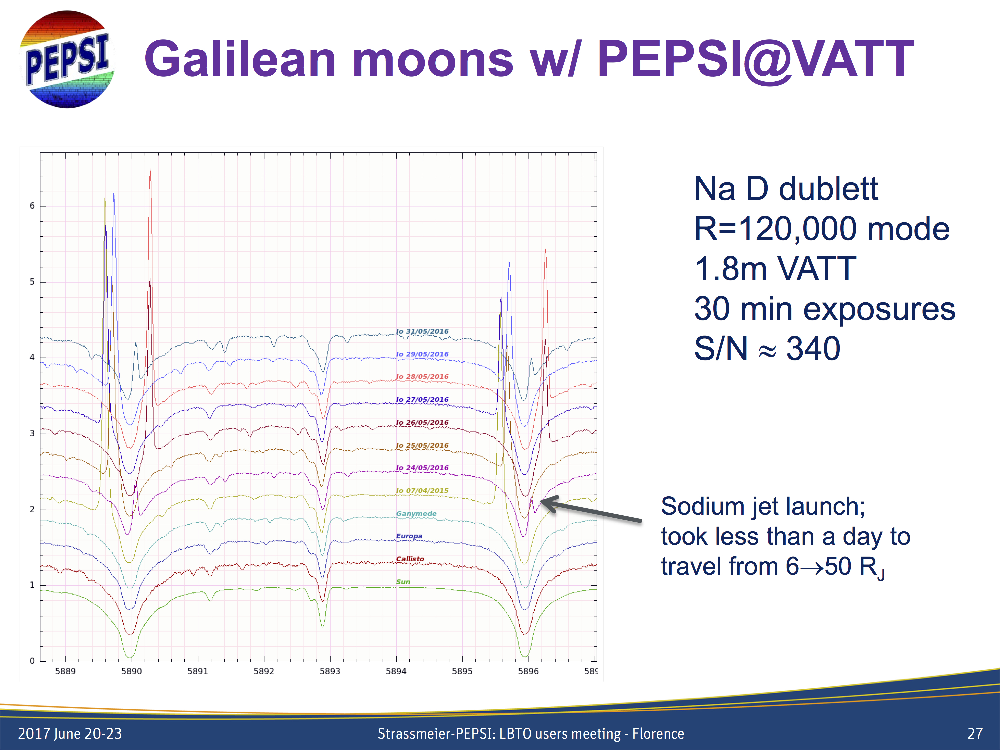 PEPSI
Galilean moons w/ PEPSI@VATT
6
5
4
3
2
1
0
Io 31/05/2016
Io 29/05/2016
Io 28/05/2016
Io 27/05/2016
Io 26/05/2016
Io 25/05/2016
Io 24/05/2016
Io 07/04/2015
Ganymede
Europa
Callisto
Sun
5889 5890 5891 5892 5893 5894 5895 5896 589
Na D dublett
R=120,000 mode
1.8m VATT
30 min exposures
S/N ≈ 340
Sodium jet launch;
took less than a day to
travel from 6→50 RJ
2017 June 20-23
Strassmeier-PEPSI: LBTO users meeting - Florence
27